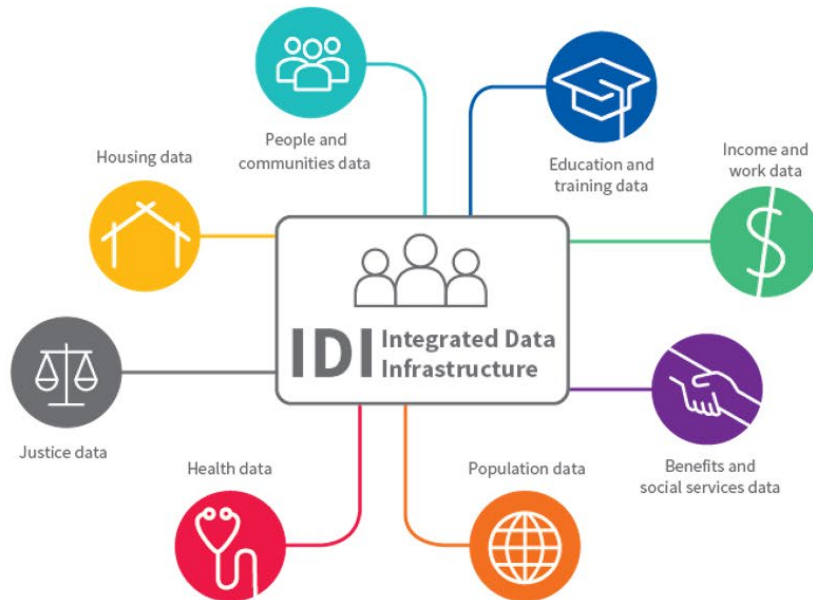 People and
communities data
Education and
training data
Income and
work data
Housing data
IDI Integrated Data
Infrastructure
Justice data
Benefits and
social services data
Health data
Population data